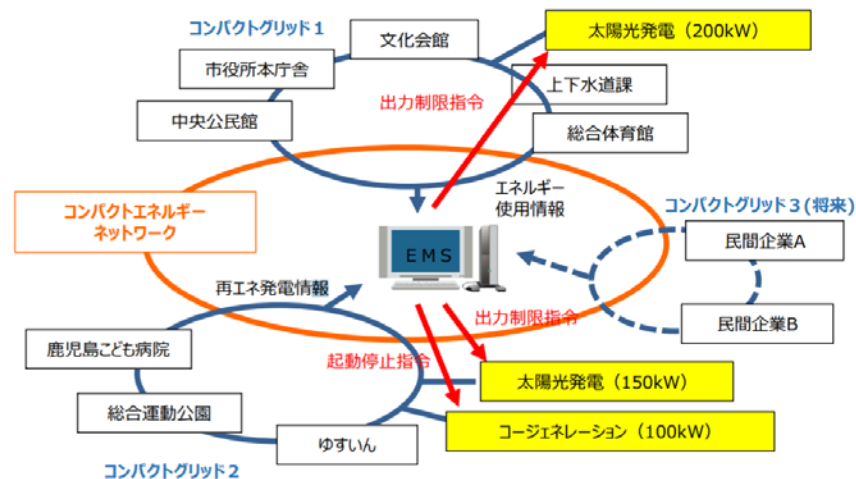 コンパクトグリッド1
文化会館
太陽光発電（200kW）
市役所本庁舎
上下水道課
出力制限指令
中央公民館
総合体育館
コンパクトエネルギー
ネットワーク
エネルギー
使用情報
コンパクトグリッド3(将来)
民間企業A
EMS
再エネ発電情報
民間企業B
出力制限指令
鹿児島こども病院
起動停止指令
太陽光発電（150kW）
総合運動公園
コージェネレーション（100kW）
ゆすいん
コンパクトグリッド2